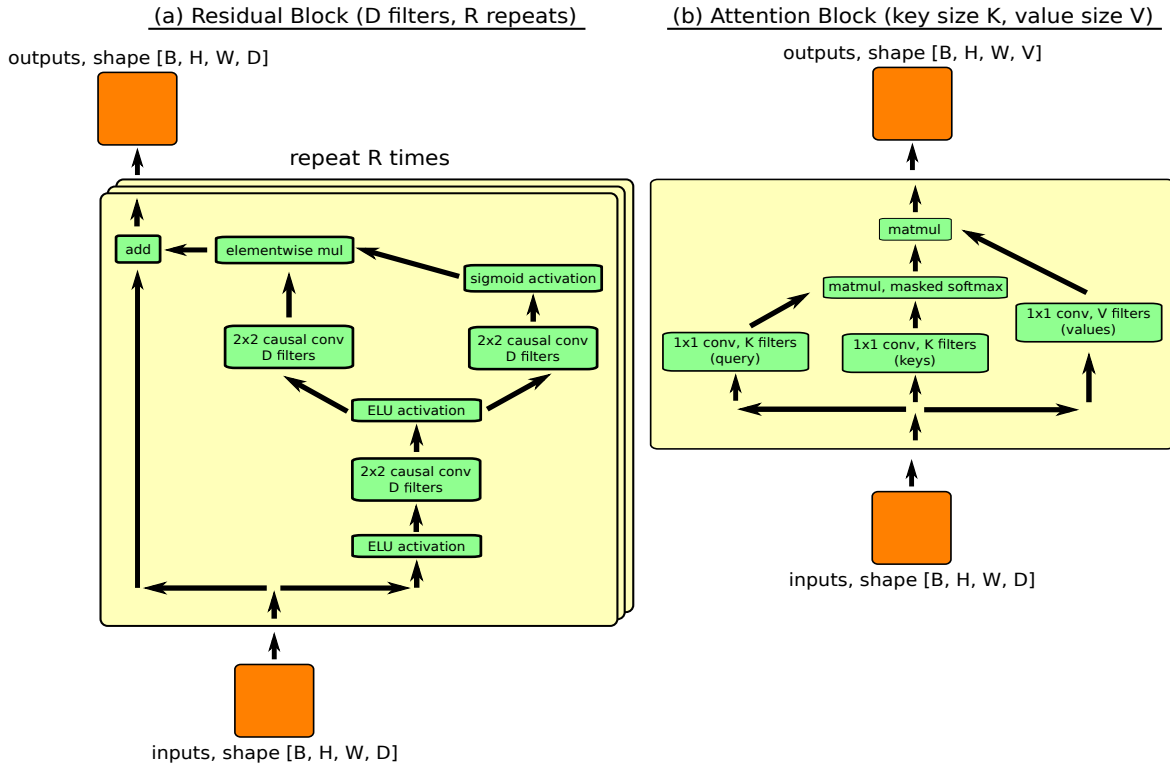 (a) Residual Block (D filters, R repeats)
outputs, shape [B, H, W, D]
repeat R times
add
elementwise mul
sigmoid activation
2x2 causal conv
D filters
2x2 causal conv
D filters
ELU activation
2x2 causal conv
D filters
ELU activation
inputs, shape [B, H, W, D]
(b) Attention Block (key size K, value size V)
outputs, shape [B, H, W, V]
matmul
matmul, masked softmax
1x1 conv, V filters
(values)
1x1 conv, K filters
(query)
1x1 conv, K filters
(keys)
inputs, shape [B, H, W, D]